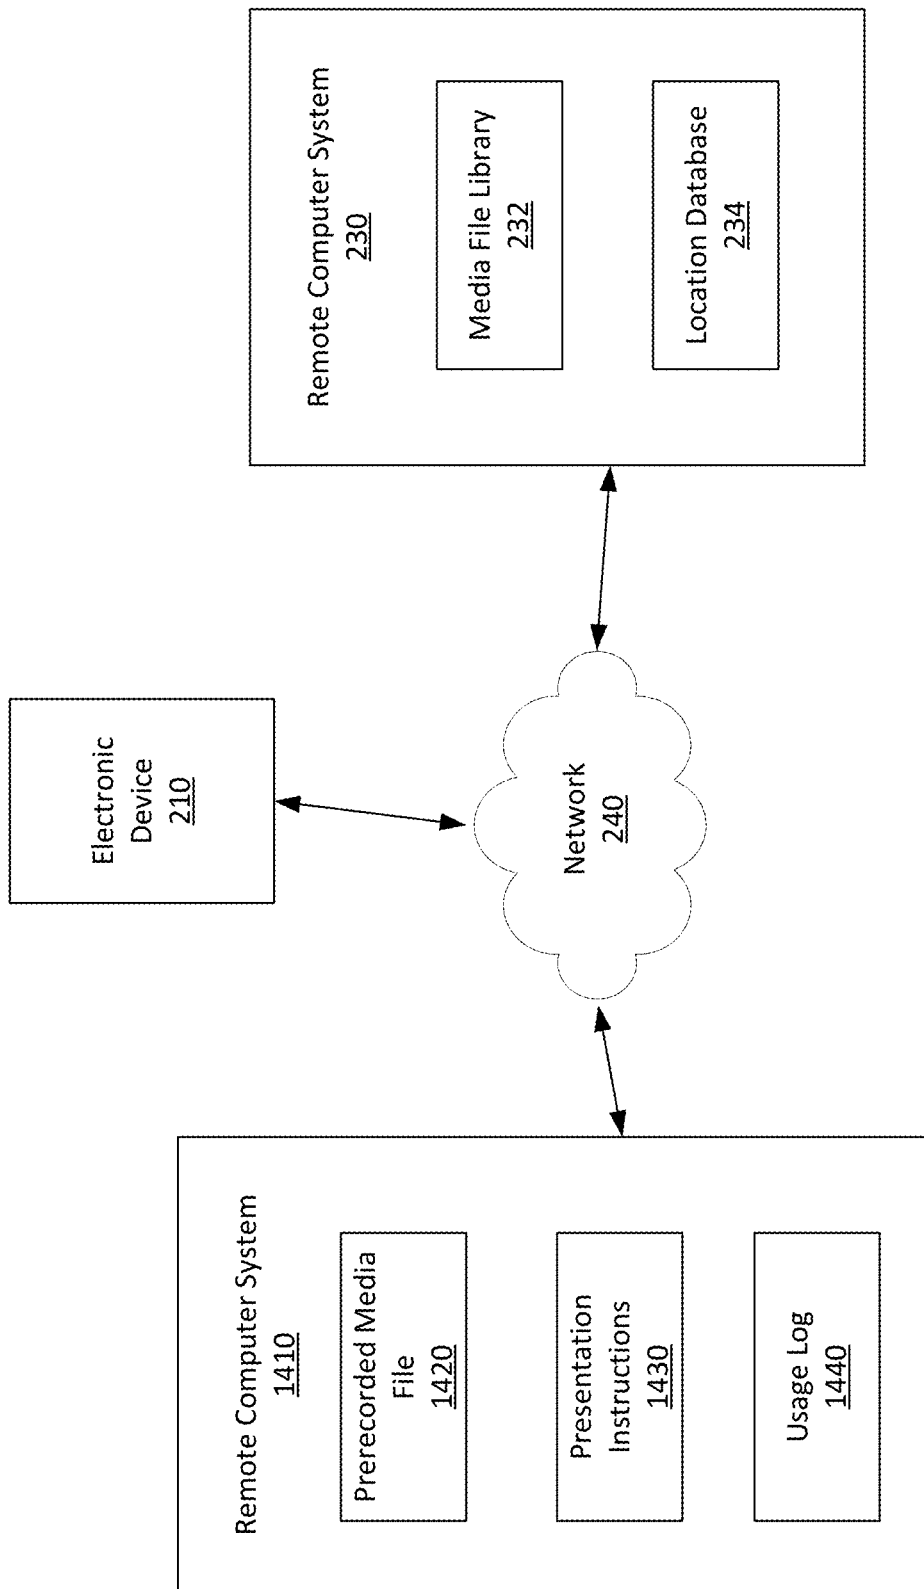 Remote Computer System
1410
Prerecorded Media
File
1420
Presentation
Instructions
1430
Usage Log
1440
Electronic
Device
210
Network
240
Remote Computer System
230
Media File Library
232
Location Database
234